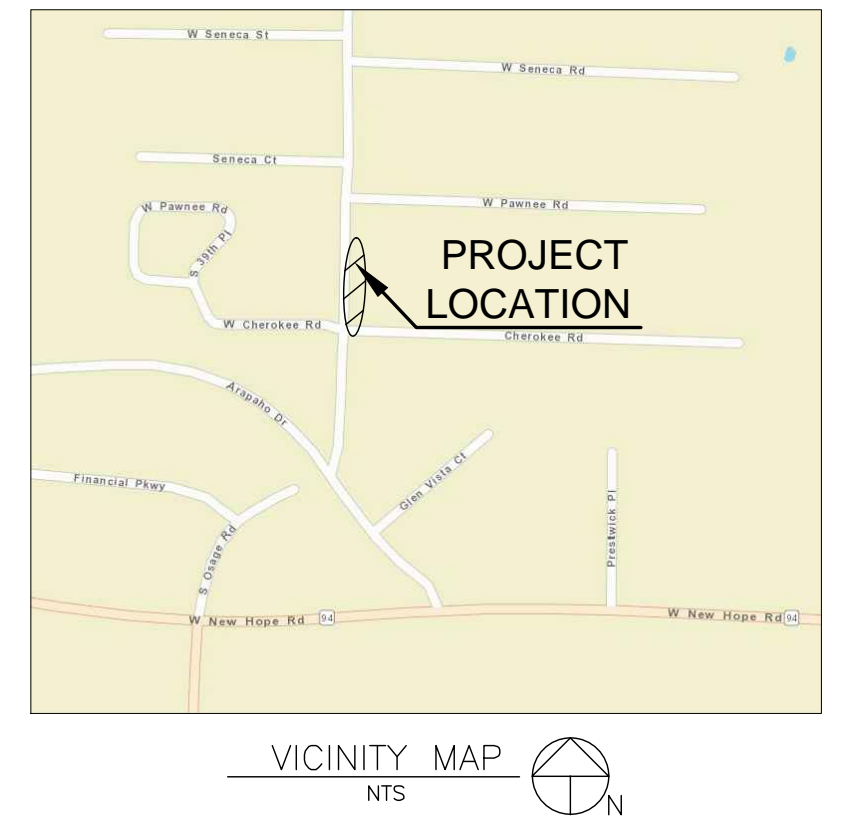 W Seneca St
W Seneca Rd
Seneca Ct
W Pawnee Rd
W Pawnee Rd
S 39th Pl
PROJECT
LOCATION
W Cherokee Rd
Cherokee Rd
Arapaho Dr
Glen Vista Ct
Financial Pkwy
S Osage Rd
Prestwick Pl
W New Hope Rd 94
W New Hope Rd 94
VICINITY MAP
NTS
N